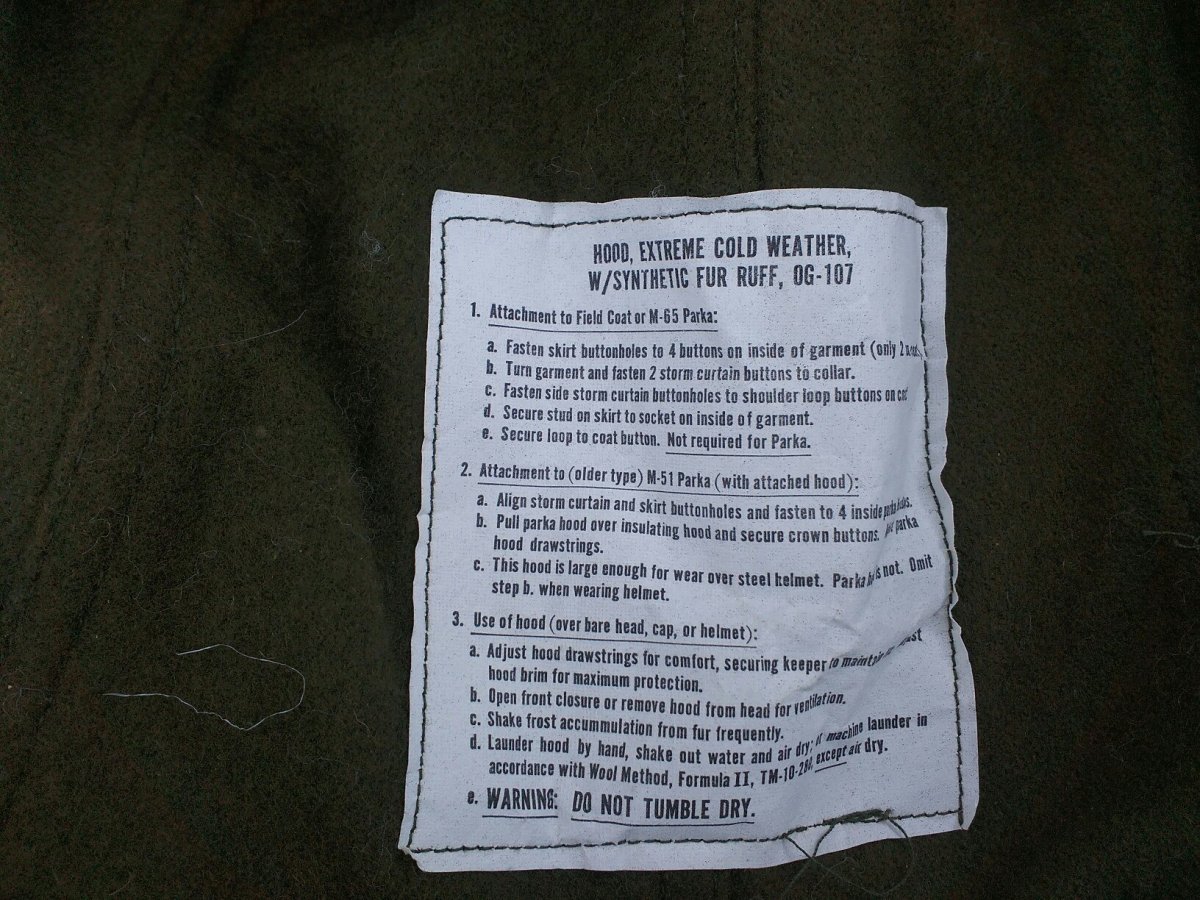 HOOD, EXTREME COLD WEATHER,
W/SYNTHETIC FUR RUFF, OG-107
1. Attachment to Field Coat or M-65 Parka:
a. Fasten skirt buttonholes to 4 buttons on inside of garment (only 2
b. Turn garment and fasten 2 storm curtain buttons to collar.
c. Fasten side storm curtain buttonholes to shoulder loop buttons on
d. Secure stud on skirt to socket on inside of garment.
e. Secure loop to coat button. Not required for Parka.
2. Attachment to (older type) M-51 Parka (with attached hood):
a. Align storm curtain and skirt buttonholes and fasten to 4 inside
b. Pull parka hood over insulating hood and secure crown buttons. parka
hood drawstrings.
c. This hood is large enough for wear over steel helmet. Parka is not. Omit
step b. when wearing helmet.
3. Use of hood (over bare head, cap, or helmet):
a. Adjust hood drawstrings for comfort, securing keeper to maintain
hood brim for maximum protection.
b. Open front closure or remove hood from head for ventilation.
c. Shake frost accummulation from fur frequently.
d. Launder hood by hand, shake out water and air dry; or machine launder in
accordance with Wool Method, Formula II, except air dry.
e. WARNING: DO NOT TUMBLE DRY.